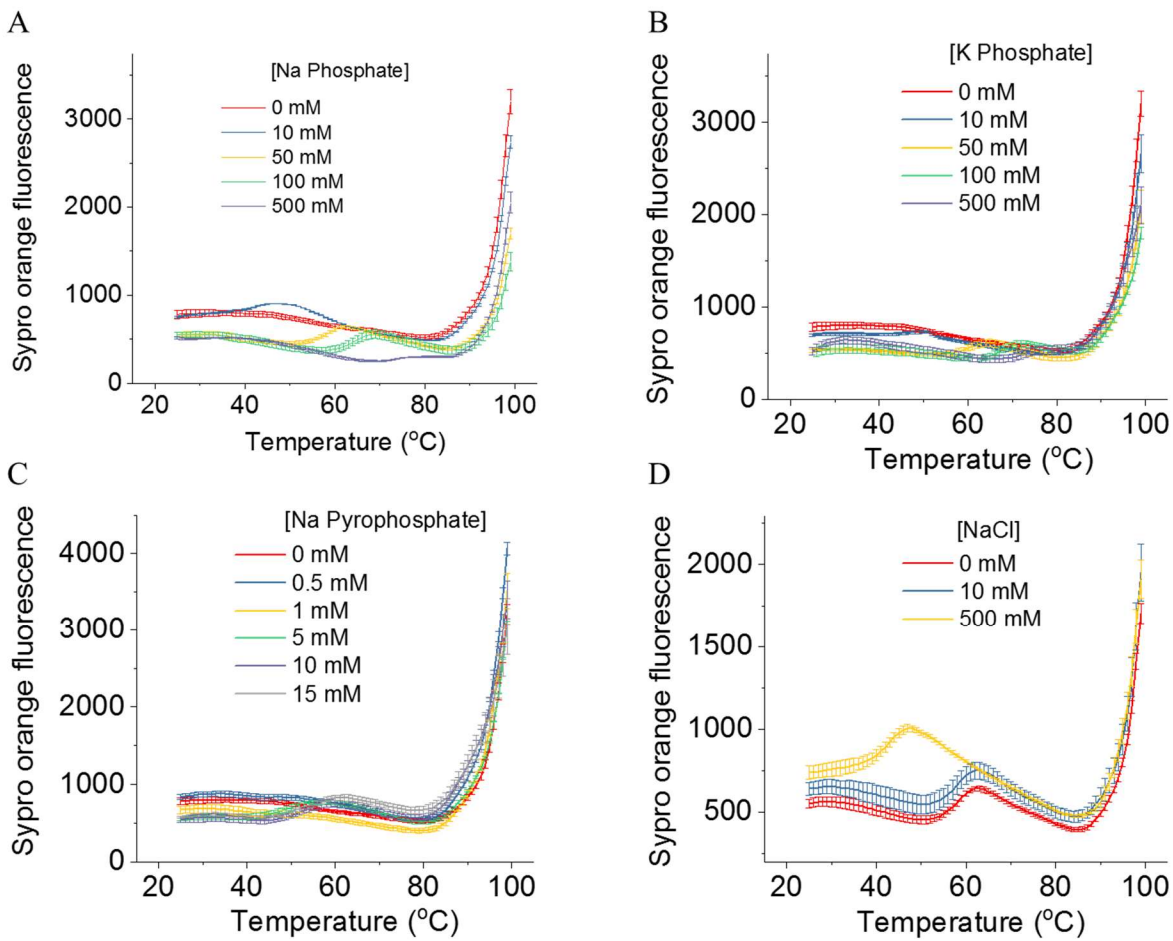 A
[Na Phosphate]
0 mM
10 mM
50 mM
100 mM
500 mM
Sypro orange fluorescence
3000
2000
1000
0
20 40 60 80 100
Temperature (°C)
B
[K Phosphate]
0 mM
10 mM
50 mM
100 mM
500 mM
Sypro orange fluorescence
3000
2000
1000
0
20 40 60 80 100
Temperature (°C)
C
[Na Pyrophosphate]
0 mM
0.5 mM
1 mM
5 mM
10 mM
15 mM
Sypro orange fluorescence
4000
3000
2000
1000
0
20 40 60 80 100
Temperature (°C)
D
[NaCl]
0 mM
10 mM
500 mM
Sypro orange fluorescence
2000
1500
1000
500
20 40 60 80 100
Temperature (°C)